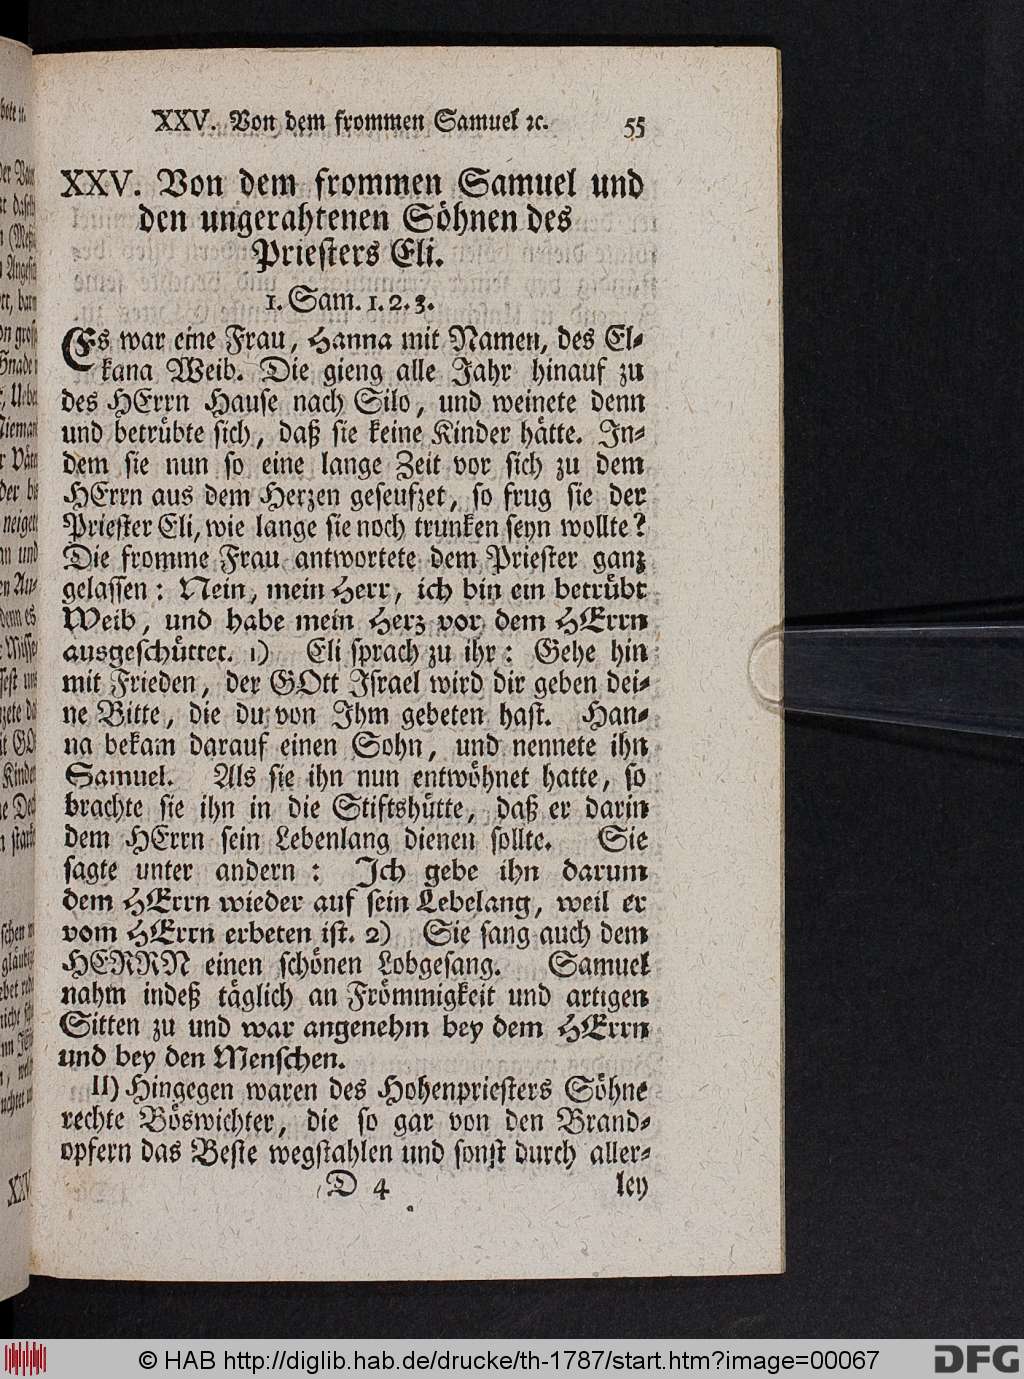 XXV. Von dem frommen Samuel ꝛc. 55
XXV. Von dem frommen Samuel und
den ungerahtenen Söhnen des
Priesters Eli.
1. Sam. 1. 2. 3.
Es war eine Frau, Hanna mit Namen, des El-
kana Weib. Die gieng alle Jahr hinauf zu
des HErrn Hause nach Silo, und weinete denn
und betrübte sich, daß sie keine Kinder hätte. In-
dem sie nun so eine lange Zeit vor sich zu dem
HErrn aus dem Herzen geseufzet, so frug sie der
Priester Eli, wie lange sie noch trunken seyn wollte?
Die fromme Frau antwortete dem Priester ganz
gelassen: Nein, mein Herr, ich bin ein betrübt
Weib, und habe mein Herz vor dem HErrn
ausgeschüttet. 1) Eli sprach zu ihr: Gehe hin
mit Frieden, der GOtt Israel wird dir geben dei-
ne Bitte, die du von Ihm gebeten hast. Han-
na bekam darauf einen Sohn, und nennete ihn
Samuel. Als sie ihn nun entwöhnet hatte, so
brachte sie ihn in die Stiftshütte, daß er darin
dem HErrn sein Lebenlang dienen sollte. Sie
sagte unter andern: Ich gebe ihn darum
dem HErrn wieder auf sein Lebelang, weil er
vom HErrn erbeten ist. 2) Sie sang auch dem
HERRN einen schönen Lobgesang. Samuel
nahm indeß täglich an Frömmigkeit und artigen
Sitten zu und war angenehm bey dem HErrn
und bey den Menschen.
II) Hingegen waren des Hohenpriesters Söhne
rechte Böswichter, die so gar von den Brand-
opfern das Beste wegstahlen und sonst durch aller-
D 4 ley
© HAB http://diglib.hab.de/drucke/th-1787/start.htm?image=00067
DFG